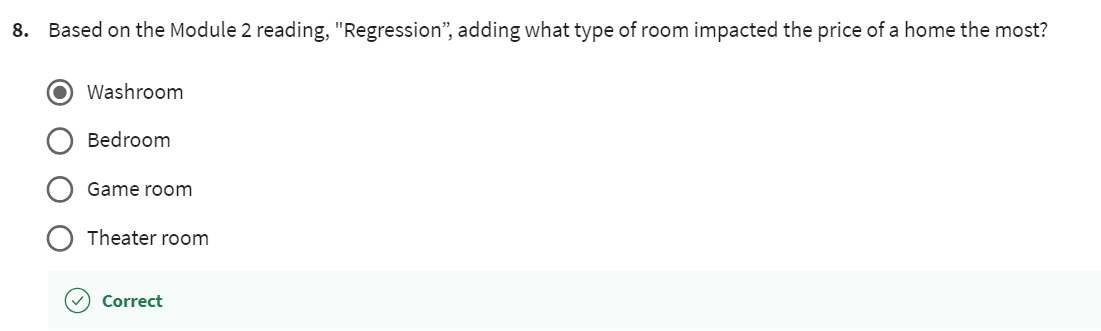 8. Based on the Module 2 reading, "Regression”, adding what type of room impacted the price of a home the most?
Washroom
Bedroom
Game room
Theater room
Correct